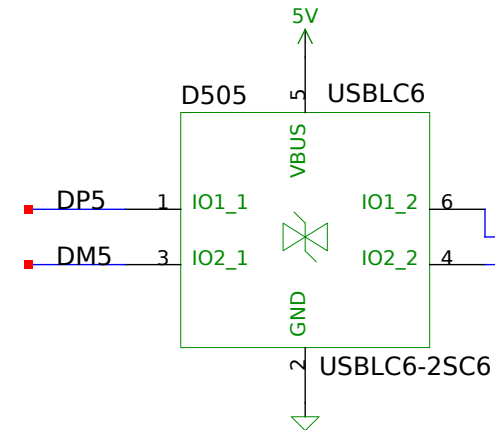 5V
D505
USBLC6
5
VBUS
DP5
1
IO1_1
IO1_2
6
DM5
3
IO2_1
IO2_2
4
GND
2
USBLC6-2SC6